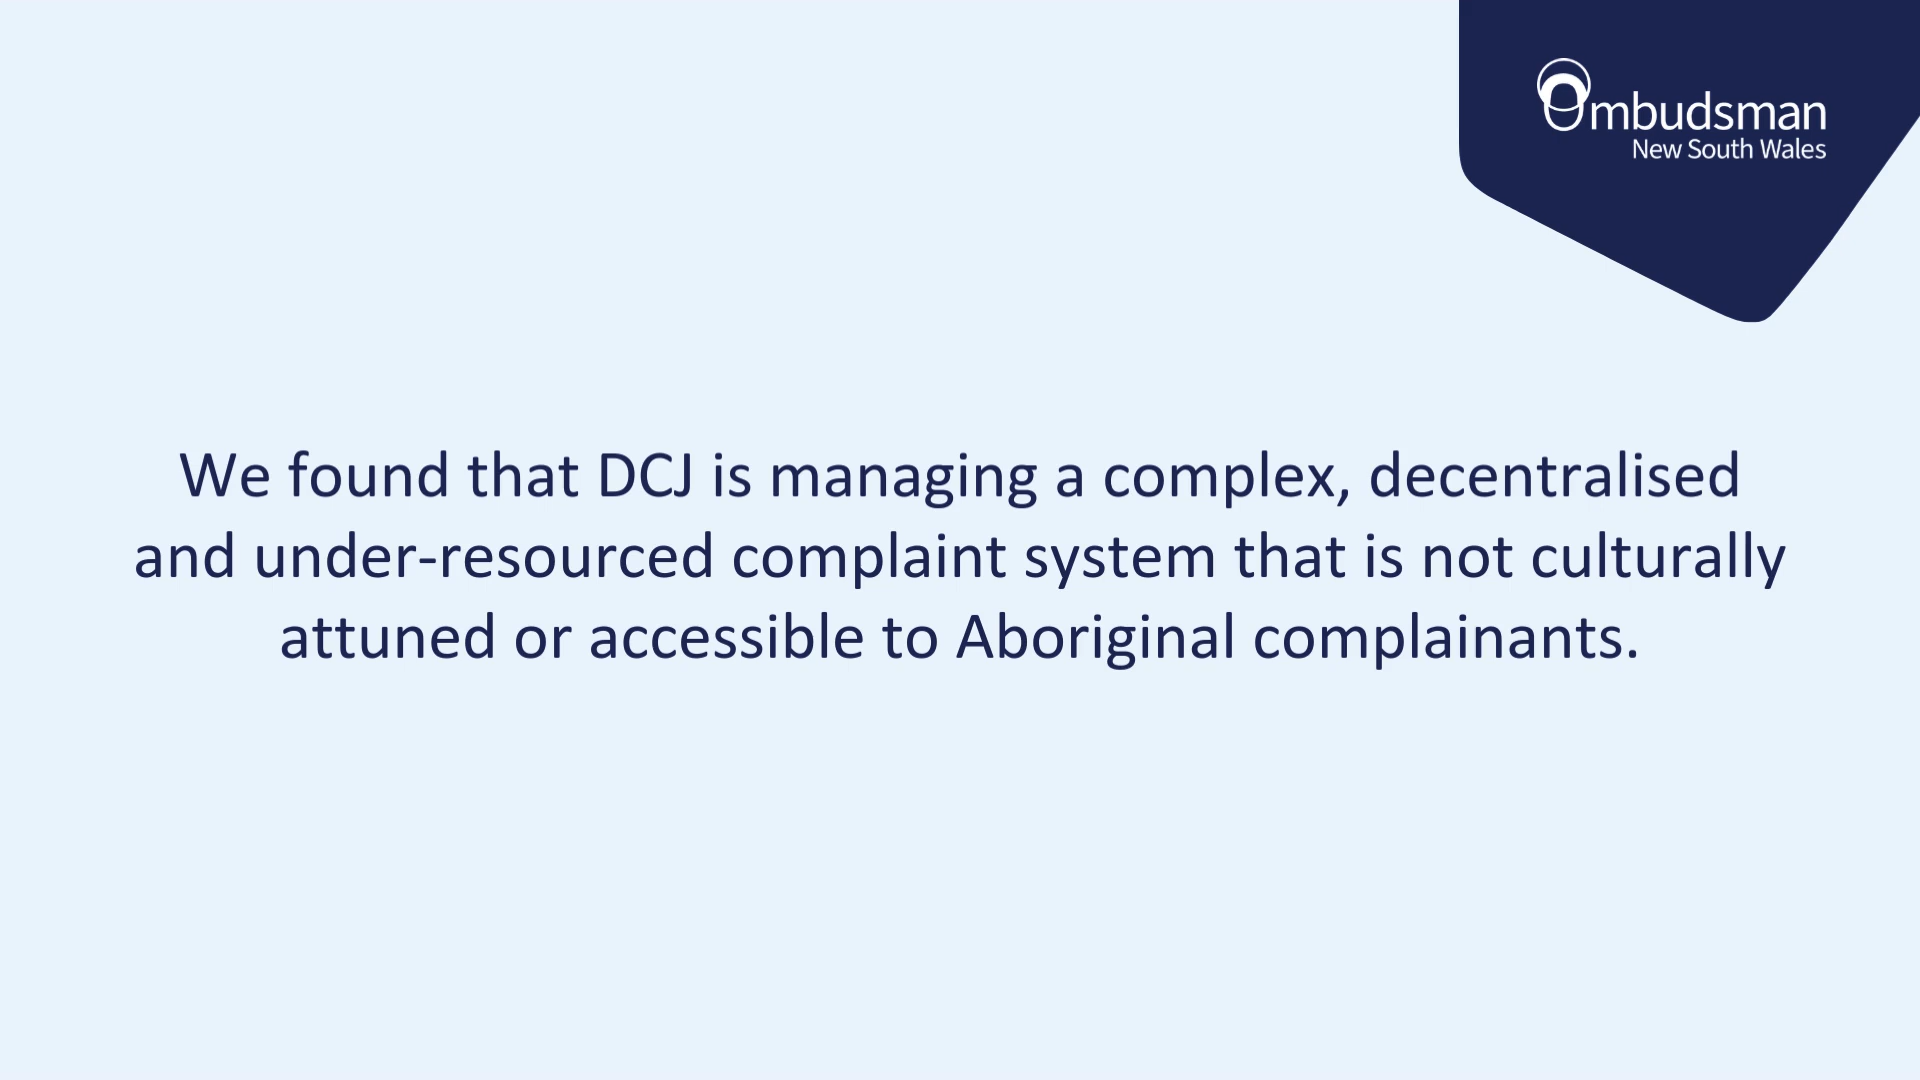 Ombudsman
New South Wales
We found that DCJ is managing a complex, decentralised
and under-resourced complaint system that is not culturally
attuned or accessible to Aboriginal complainants.